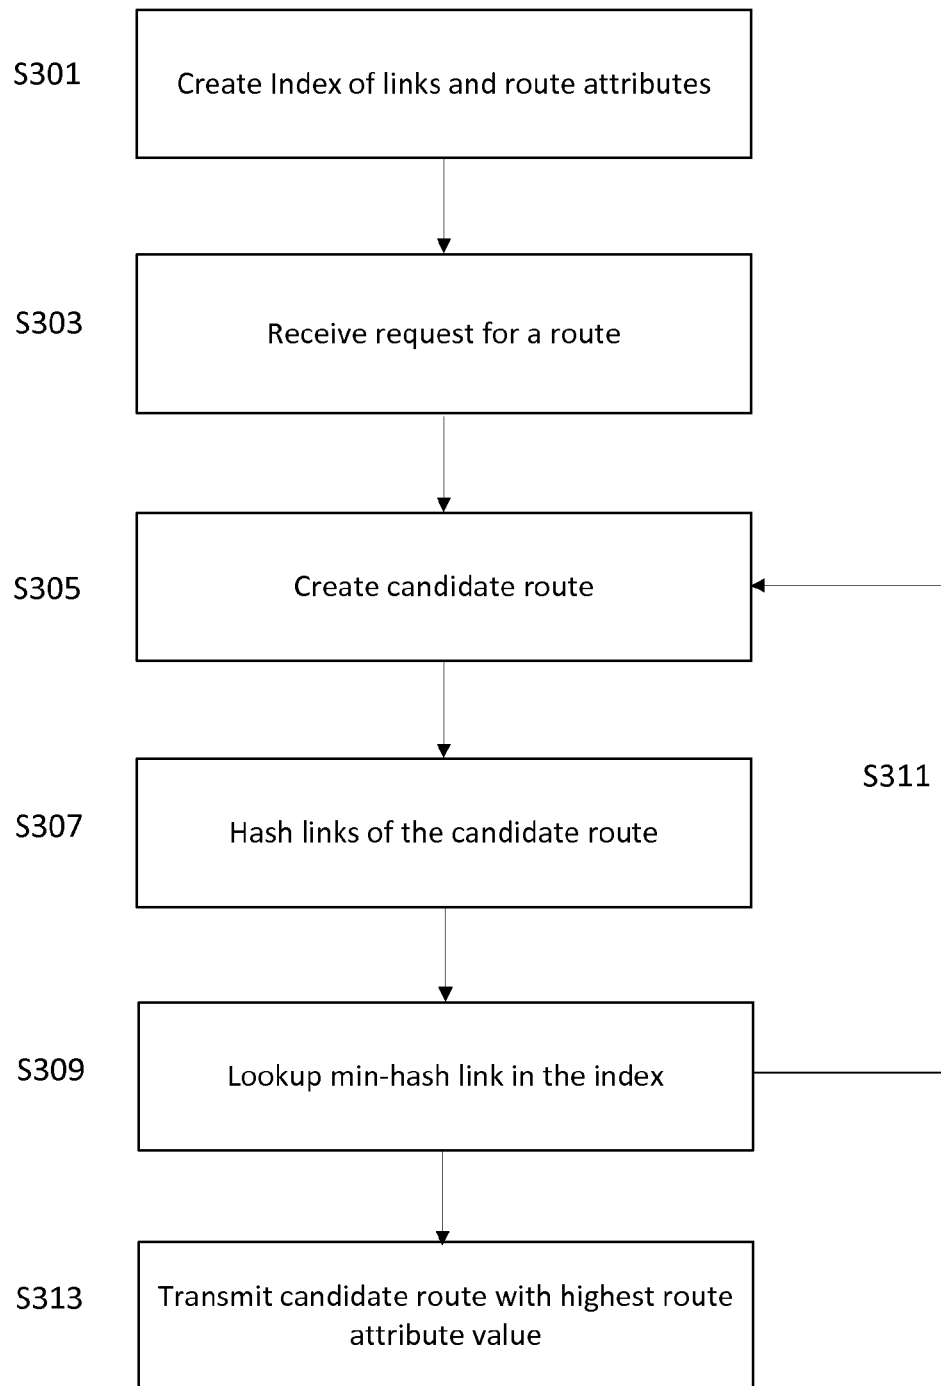 S301
Create Index of links and route attributes
S303
Receive request for a route
S305
Create candidate route
S311
S307
Hash links of the candidate route
S309
Lookup min-hash link in the index
S313
Transmit candidate route with highest route
attribute value